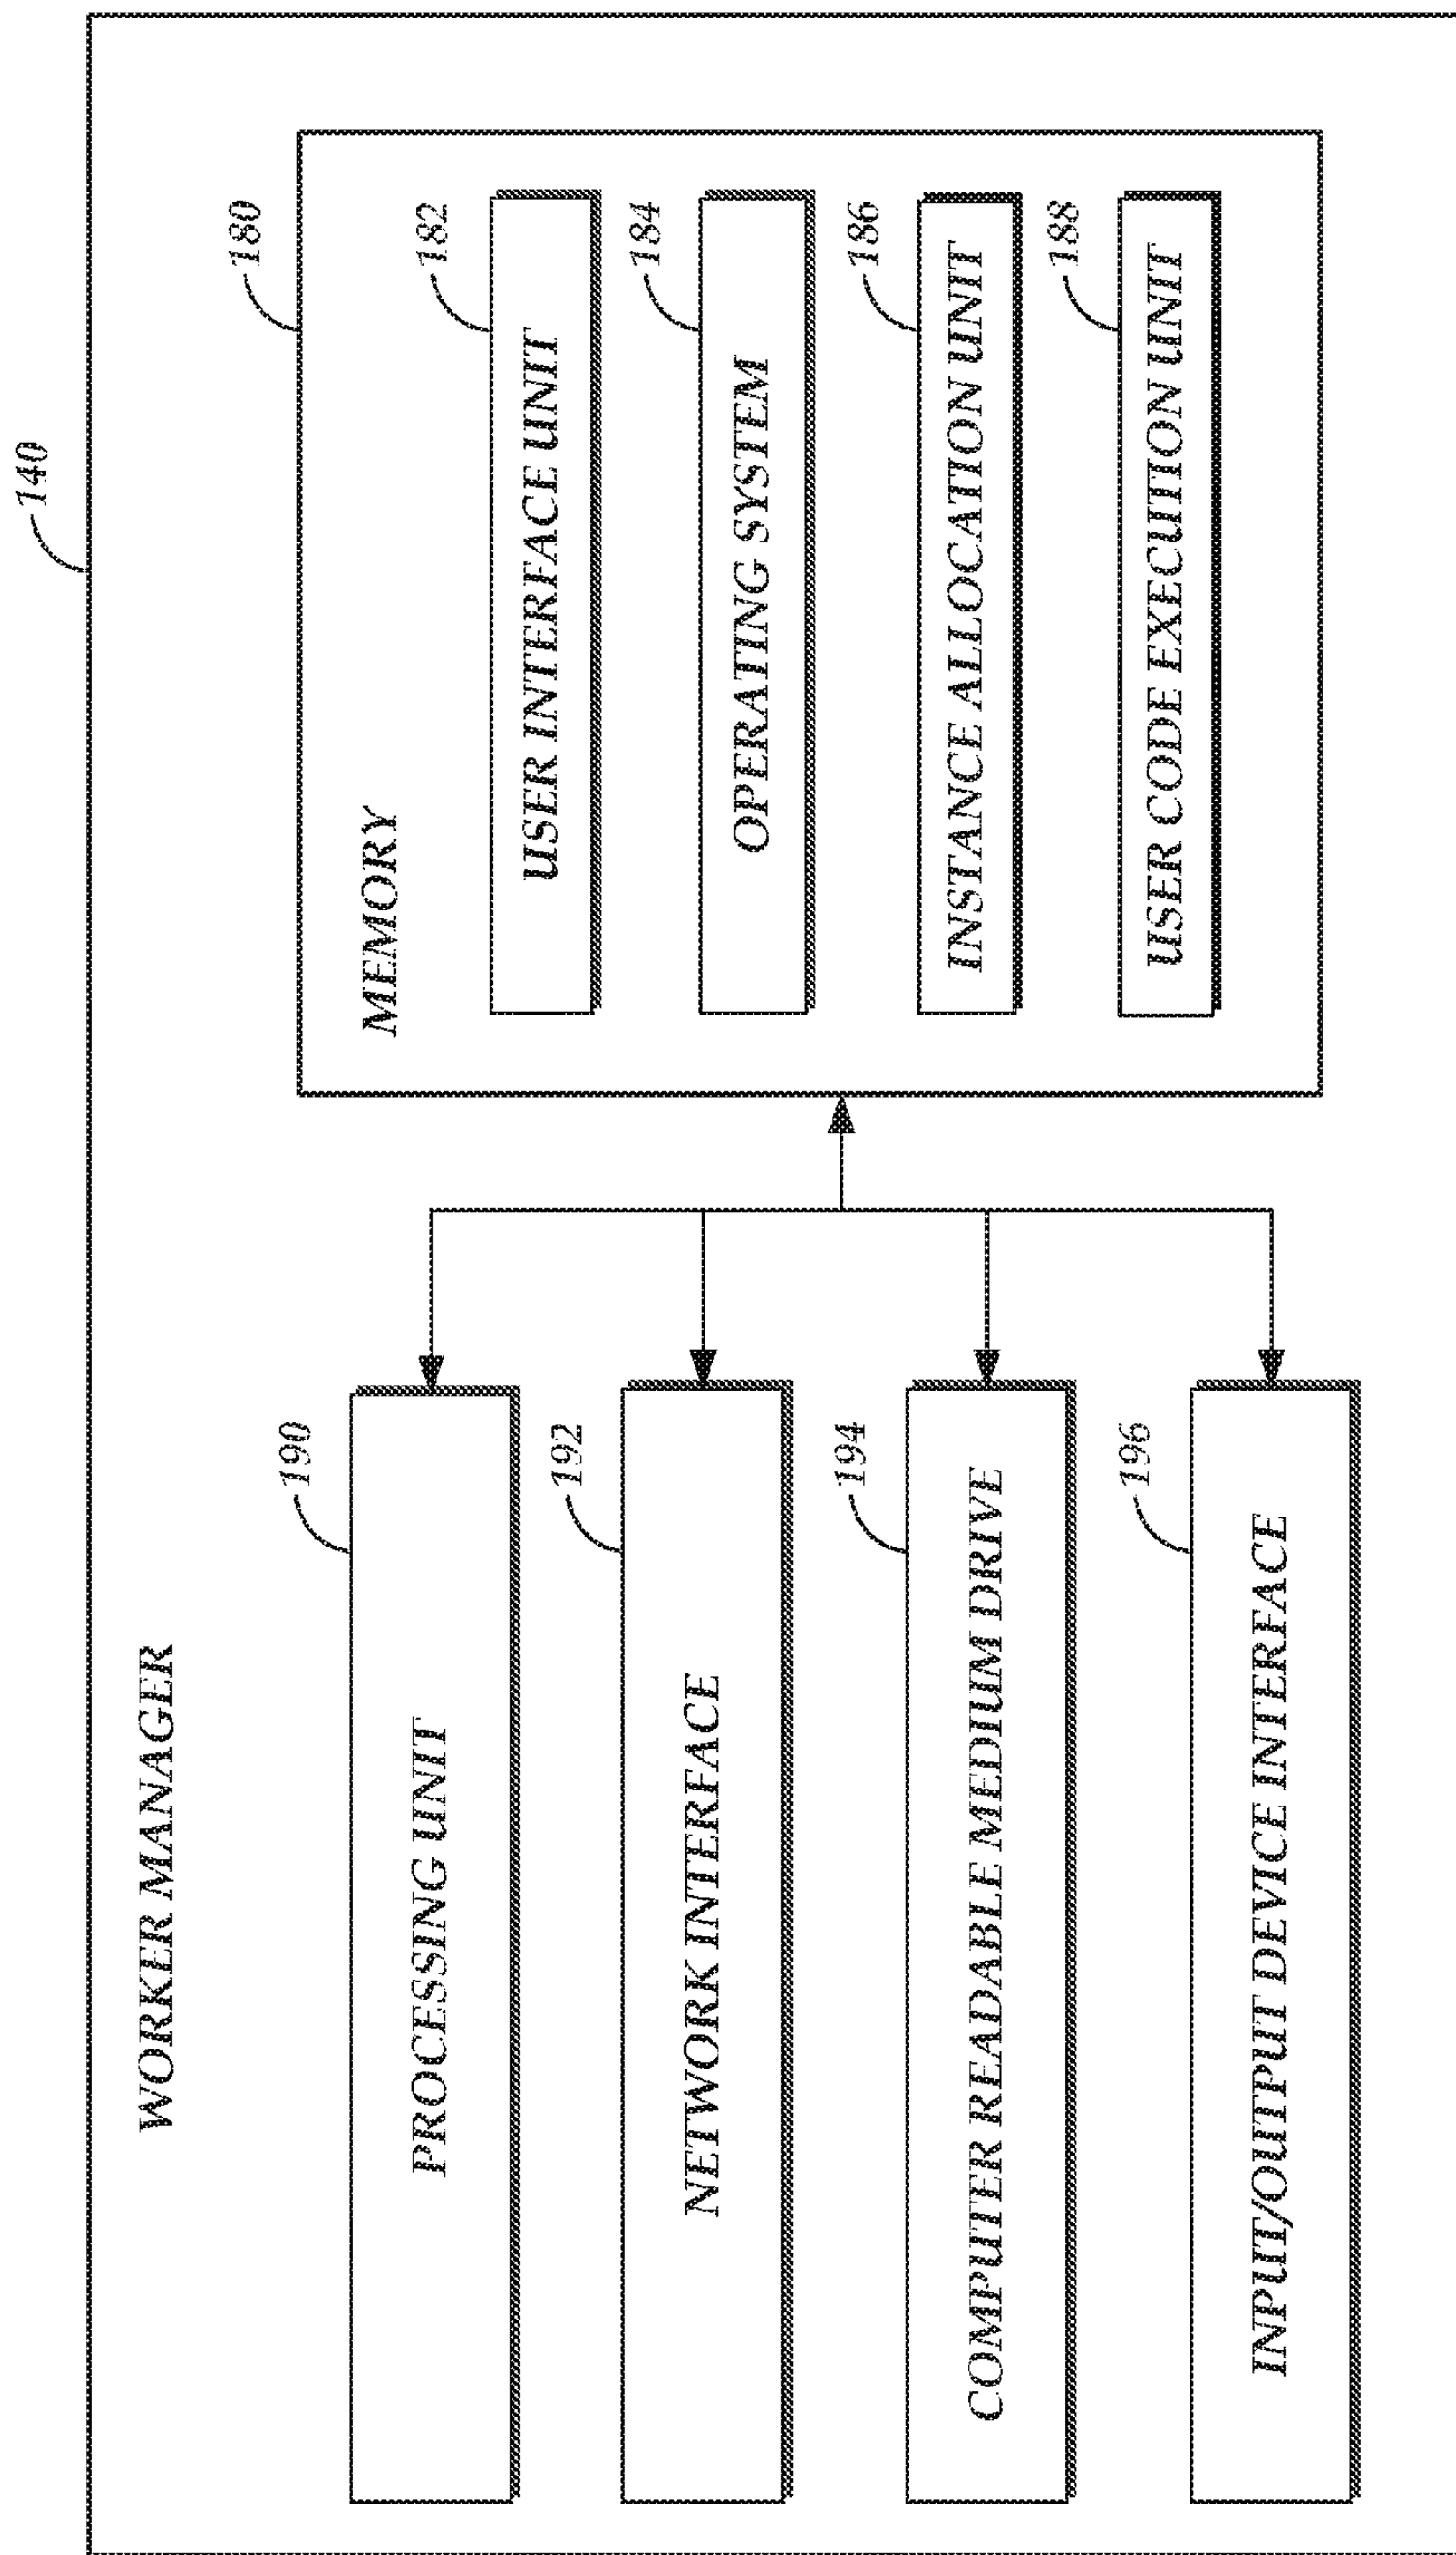 140
WORKER MANAGER
190
PROCESSING UNIT
192
NETWORK INTERFACE
194
COMPUTER READABLE MEDIUM DRIVE
196
INPUT/OUTPUT DEVICE INTERFACE
180
MEMORY
182
USER INTERFACE UNIT
184
OPERATING SYSTEM
186
INSTANCE ALLOCATION UNIT
188
USER CODE EXECUTION UNIT